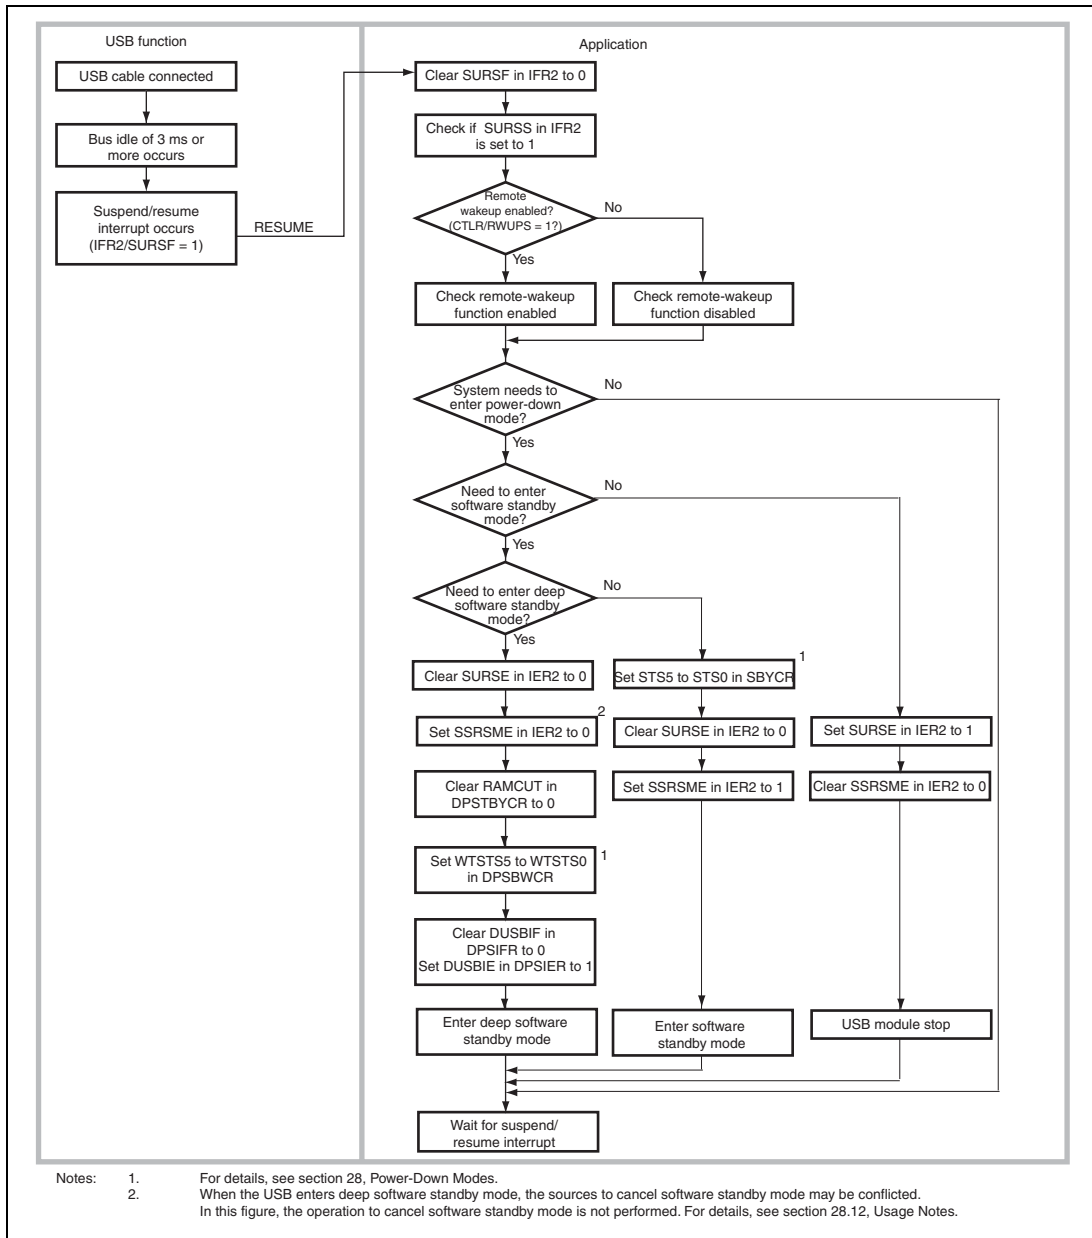 USB function
USB cable connected
Bus idle of 3 ms or
more occurs
Suspend/resume
interrupt occurs
(IFR2/SURSF = 1)
RESUME
Application
Clear SURSF in IFR2 to 0
Check if SURSS in IFR2
is set to 1
Remote
wakeup enabled?
(CTLR/RWUPS = 1?)
No
Yes
Check remote-wakeup
function enabled
Check remote-wakeup
function disabled
System needs to
enter power-down
mode?
No
Yes
Need to enter
software standby
mode?
No
Yes
Need to enter deep
software standby
mode?
No
Yes
Clear SURSE in IER2 to 0
Set SSRSME in IER2 to 0
2
Clear RAMCUT in
DPSTBYCR to 0
Set WTSTS5 to WTSTS0
in DPSBWCR
1
Clear DUSBIF in
DPSIFR to 0
Set DUSBIE in DPSIER to 1
Enter deep software
standby mode
Set STS5 to STS0 in SBYCR
1
Clear SURSE in IER2 to 0
Set SSRSME in IER2 to 1
Enter software
standby mode
Set SURSE in IER2 to 1
Clear SSRSME in IER2 to 0
USB module stop
Wait for suspend/
resume interrupt
Notes: 1. For details, see section 28, Power-Down Modes.
2. When the USB enters deep software standby mode, the sources to cancel software standby mode may be conflicted.
In this figure, the operation to cancel software standby mode is not performed. For details, see section 28.12, Usage Notes.